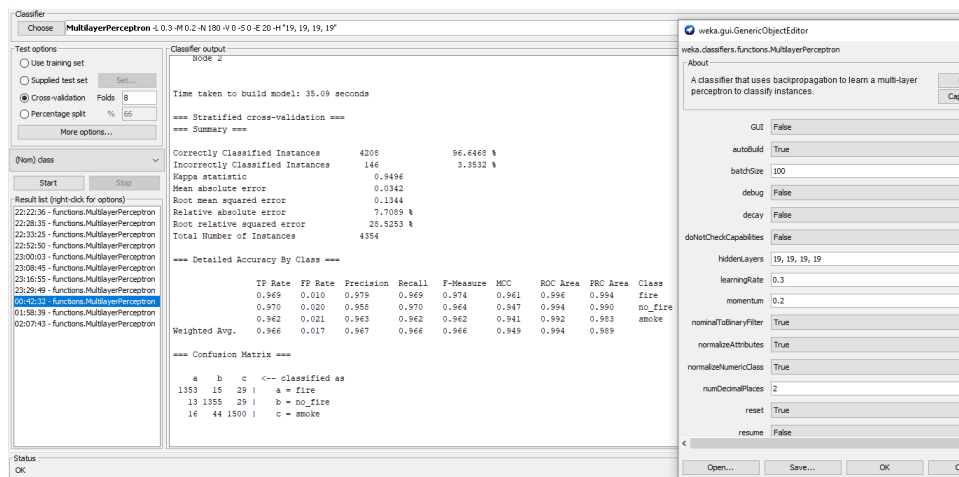 Classifier
Choose MultilayerPerceptron -L 0.3 -M 0.2 -N 180 -V 0 -S 0 -E 20 -H "19, 19, 19, 19"
Test options
Use training set
Supplied test set Set...
Cross-validation Folds 8
Percentage split % 66
More options...
(Nom) class
Start Stop
Result list (right-click for options)
22:22:36 - functions.MultilayerPerceptron
22:28:35 - functions.MultilayerPerceptron
22:33:25 - functions.MultilayerPerceptron
22:52:50 - functions.MultilayerPerceptron
23:00:03 - functions.MultilayerPerceptron
23:08:45 - functions.MultilayerPerceptron
23:16:55 - functions.MultilayerPerceptron
23:29:49 - functions.MultilayerPerceptron
00:42:32 - functions.MultilayerPerceptron
01:58:39 - functions.MultilayerPerceptron
02:07:43 - functions.MultilayerPerceptron
Classifier output
Node 2
Time taken to build model: 35.09 seconds
=== Stratified cross-validation ===
=== Summary ===
Correctly Classified Instances 4208 96.6468 %
Incorrectly Classified Instances 146 3.3532 %
Kappa statistic 0.9496
Mean absolute error 0.0342
Root mean squared error 0.1344
Relative absolute error 7.7089 %
Root relative squared error 28.5253 %
Total Number of Instances 4354
=== Detailed Accuracy By Class ===
TP Rate FP Rate Precision Recall F-Measure MCC ROC Area PRC Area Class
0.969 0.010 0.979 0.969 0.974 0.961 0.996 0.994 fire
0.970 0.020 0.958 0.970 0.964 0.947 0.994 0.990 no_fire
0.962 0.021 0.963 0.962 0.962 0.941 0.992 0.983 smoke
Weighted Avg. 0.966 0.017 0.967 0.966 0.966 0.949 0.994 0.989
=== Confusion Matrix ===
a b c <-- classified as
1353 15 29 | a = fire
13 1355 29 | b = no_fire
16 44 1500 | c = smoke
Status
OK
weka.gui.GenericObjectEditor
weka.classifiers.functions.MultilayerPerceptron
About
A classifier that uses backpropagation to learn a multi-layer
perceptron to classify instances.
Cap
GUI False
autoBuild True
batchSize 100
debug False
decay False
doNotCheckCapabilities False
hiddenLayers 19, 19, 19, 19
learningRate 0.3
momentum 0.2
nominalToBinaryFilter True
normalizeAttributes True
normalizeNumericClass True
numDecimalPlaces 2
reset True
resume False
Open... Save... OK C